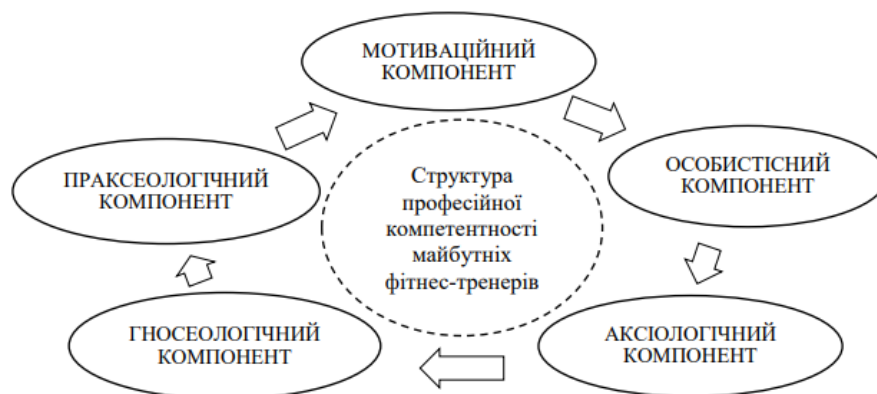 МОТИВАЦІЙНИЙ
КОМПОНЕНТ
ОСОБИСТІСНИЙ
КОМПОНЕНТ
ПРАКСЕОЛОГІЧНИЙ
КОМПОНЕНТ
Структура
професійної
компетентності
майбутніх
фітнес-тренерів
ГНОСЕОЛОГІЧНИЙ
КОМПОНЕНТ
АКСІОЛОГІЧНИЙ
КОМПОНЕНТ